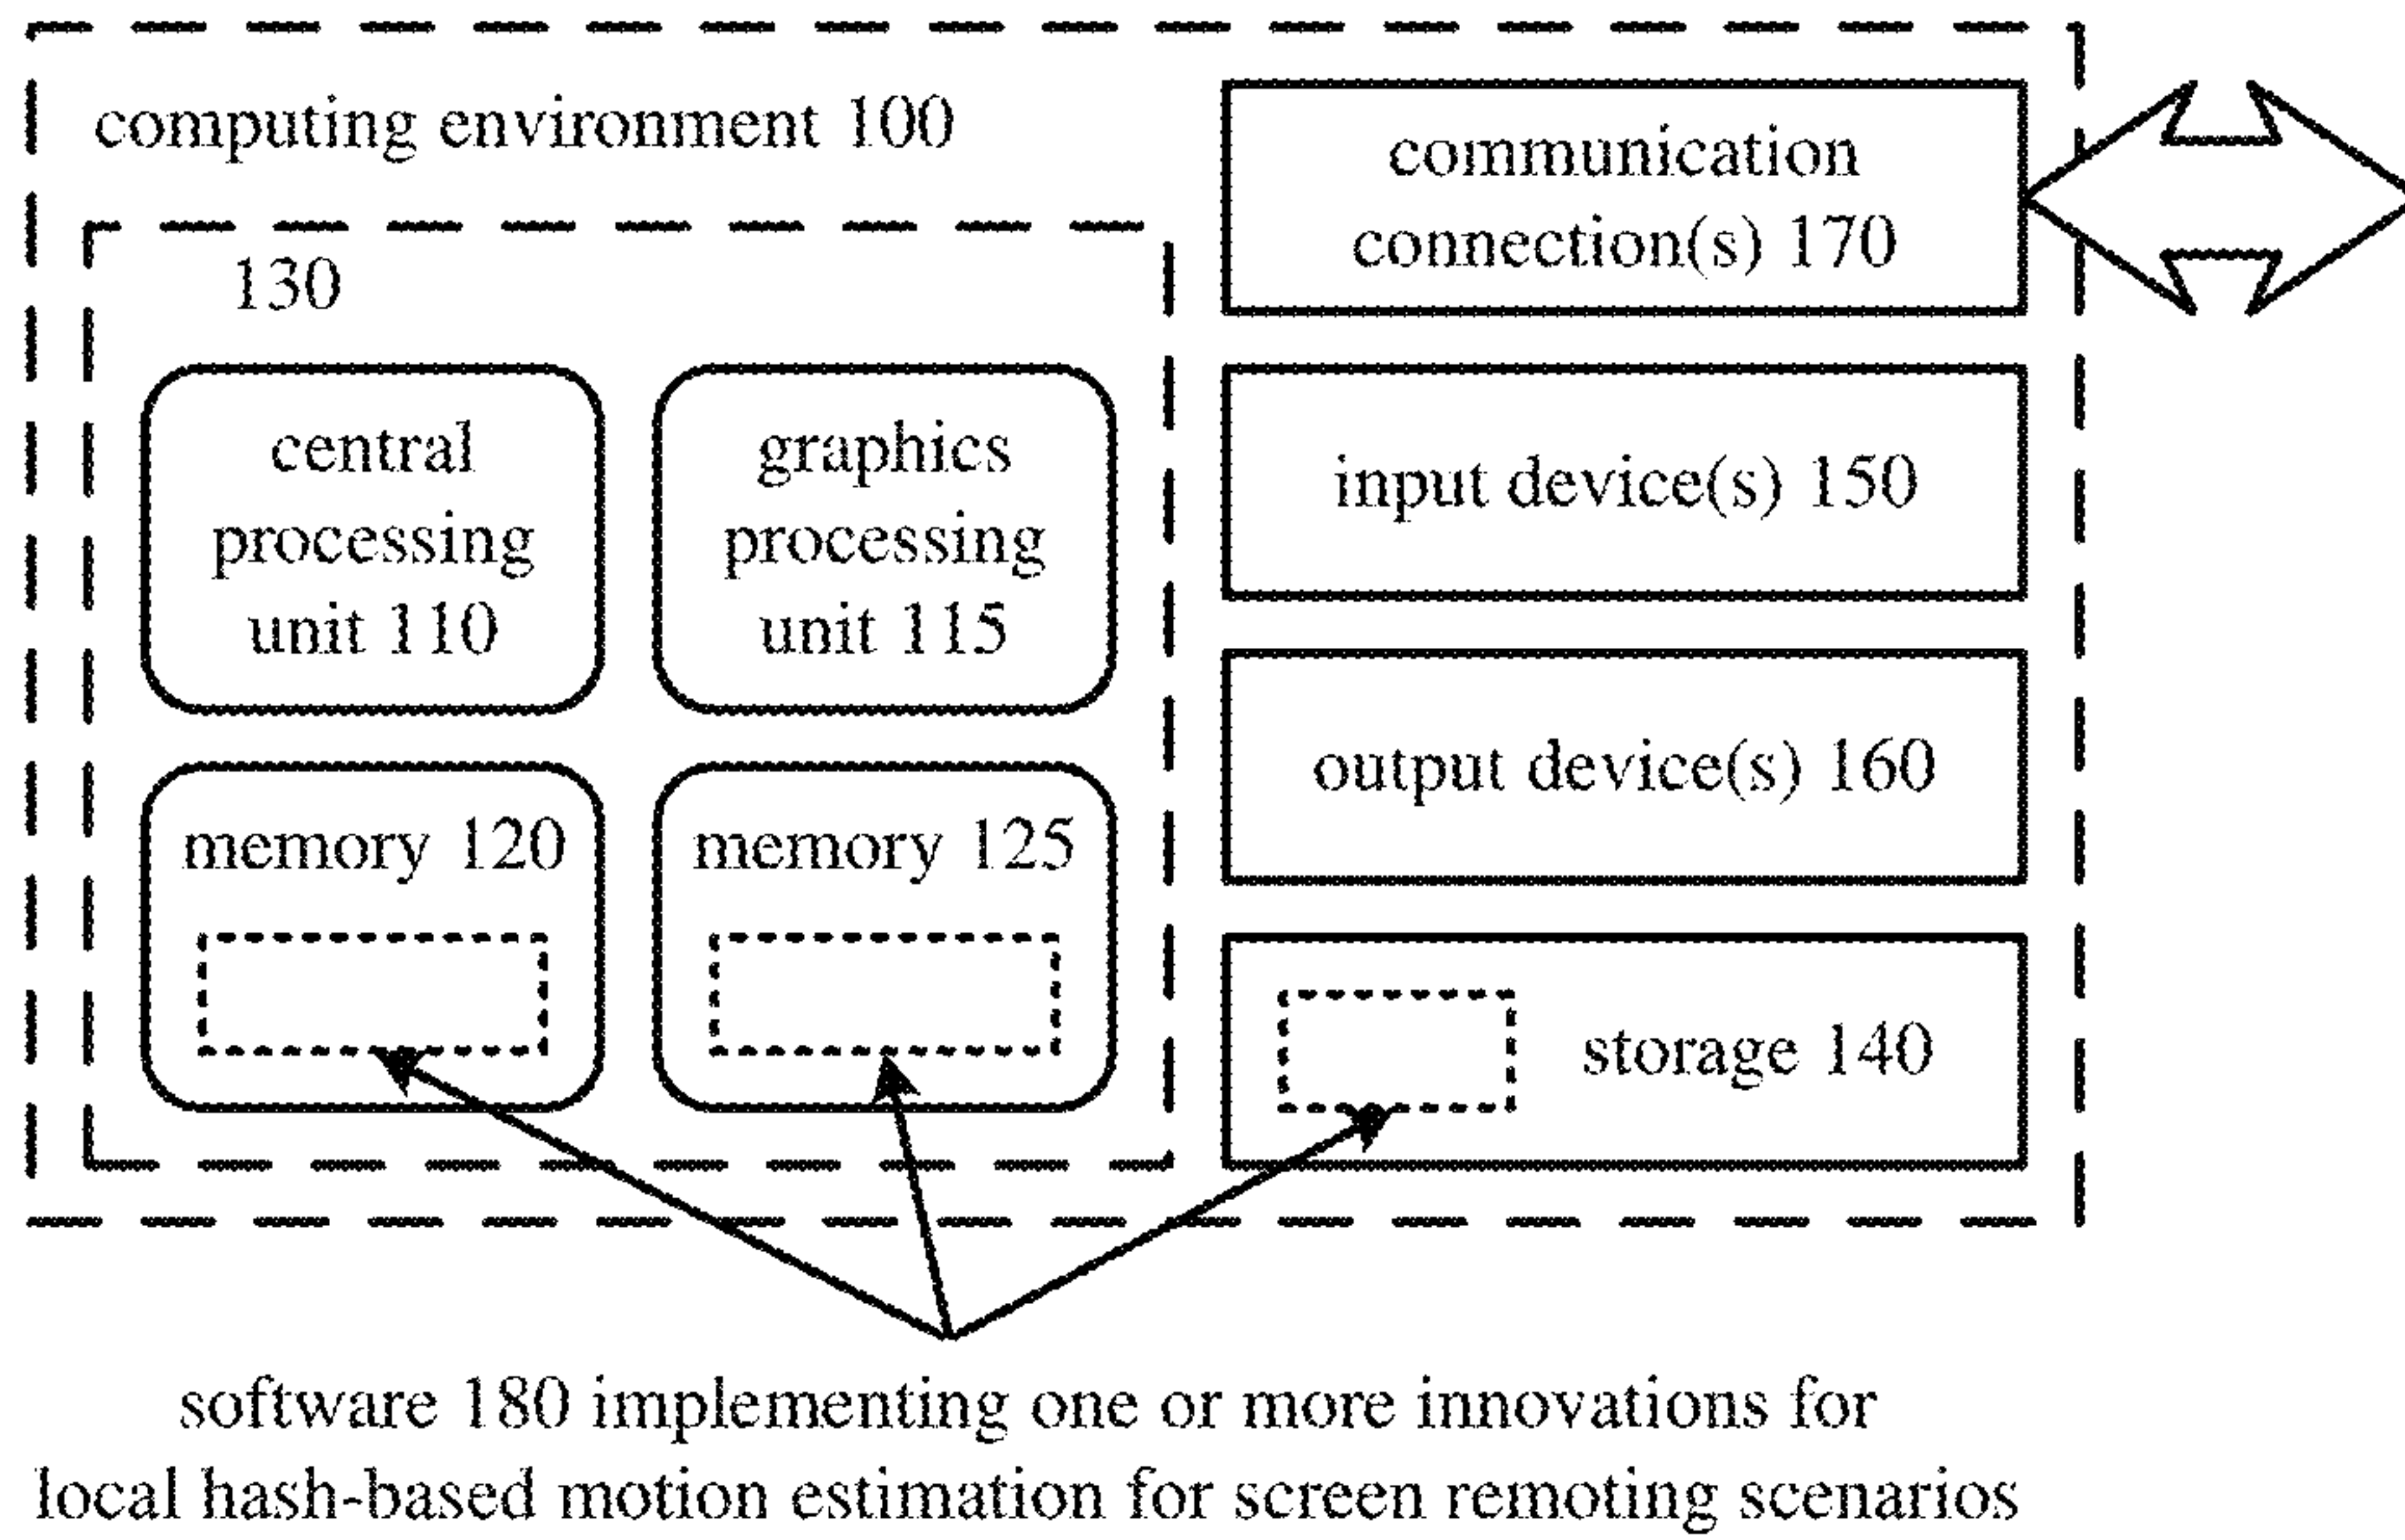 computing environment 100
130
central
processing
unit 110
graphics
processing
unit 115
memory 120
memory 125
communication
connection(s) 170
input device(s) 150
output device(s) 160
storage 140
software 180 implementing one or more innovations for
local hash-based motion estimation for screen remoting scenarios